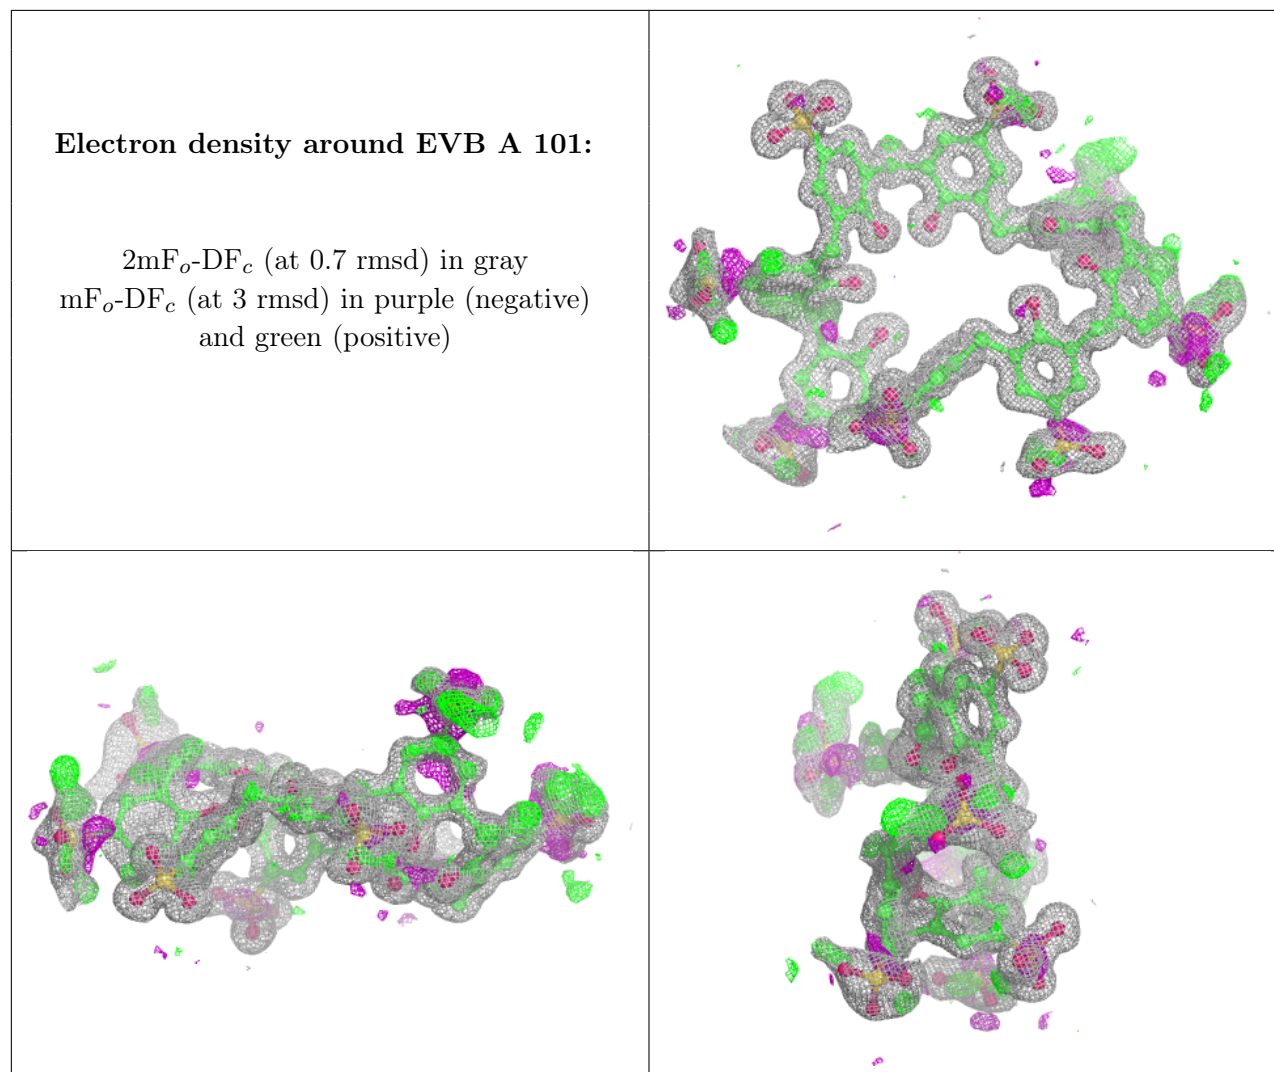 Electron density around EVB A 101:
2mFo-DFc (at 0.7 rmsd) in gray
mFo-DFc (at 3 rmsd) in purple (negative)
and green (positive)